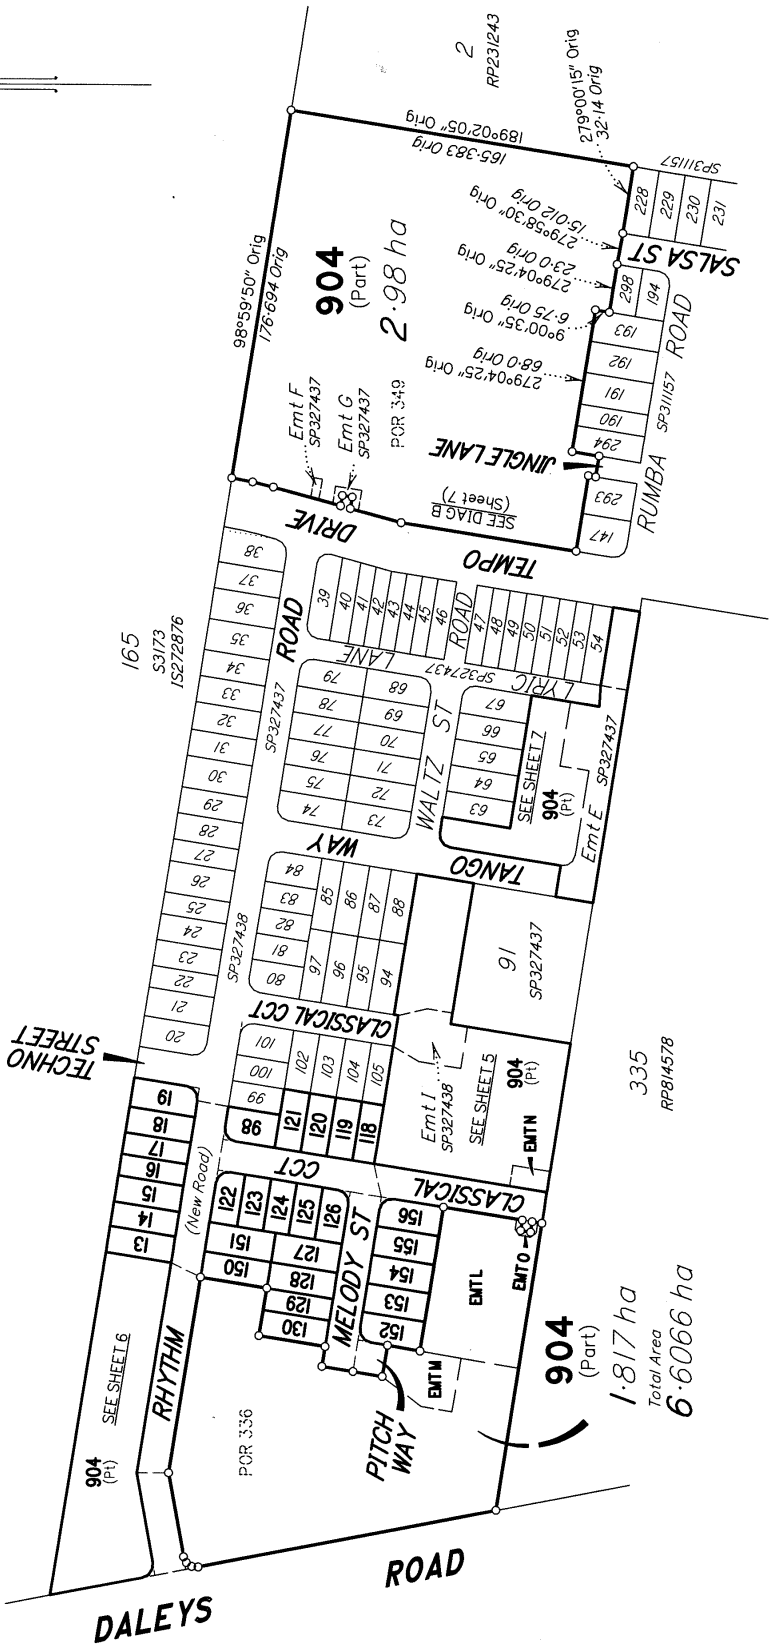 2
RP231243
98°59'50" Orig
176·694 Orig
189°02'05" Orig
165·383 Orig
279°00'15" Orig
32·14 Orig
279°58'30" Orig
15·012 Orig
279°04'25" Orig
23·0 Orig
9°00'35" Orig
6·75 Orig
279°04'25" Orig
68·0 Orig
904
(Part)
2·98 ha
POR 349
Emt F
SP327437
Emt G
SP327437
SEE DIAG B
(Sheet 7)
JINGLE LANE
SP311157
228
229
230
231
SALSA ST
298
194
193
192
191
190
294
293
147
SP311157
RUMBA ROAD
TEMPO DRIVE
165
S3173
IS272876
38
37
36
35
34
33
32
31
30
29
28
27
26
25
24
23
22
21
20
SP327437
SP327438
ROAD
39
40
41
42
43
44
45
46
ROAD
47
48
49
50
51
52
53
54
LYRIC LANE
SP327437
79
78
77
76
75
74
68
69
70
71
72
73
WALTZ ST
67
66
65
64
63
SEE SHEET 7
904
(Pt)
Emt E
SP327437
TANGO WAY
84
83
82
81
80
85
86
87
88
97
96
95
94
91
SP327437
CLASSICAL CCT
101
100
99
102
103
104
105
98
121
120
119
118
Emt I
SP327438
SEE SHEET 5
904
(Pt)
EMT N
335
RP814578
TECHNO
STREET
19
18
17
16
15
14
13
(New Road)
CLASSICAL CCT
122
123
124
125
126
151
150
127
128
129
130
MELODY ST
156
155
154
153
152
EMT L
EMT O
EMT M
PITCH
WAY
904
(Part)
1·817 ha
Total Area
6·6066 ha
RHYTHM
SEE SHEET 6
904
(Pt)
POR 336
DALEYS ROAD